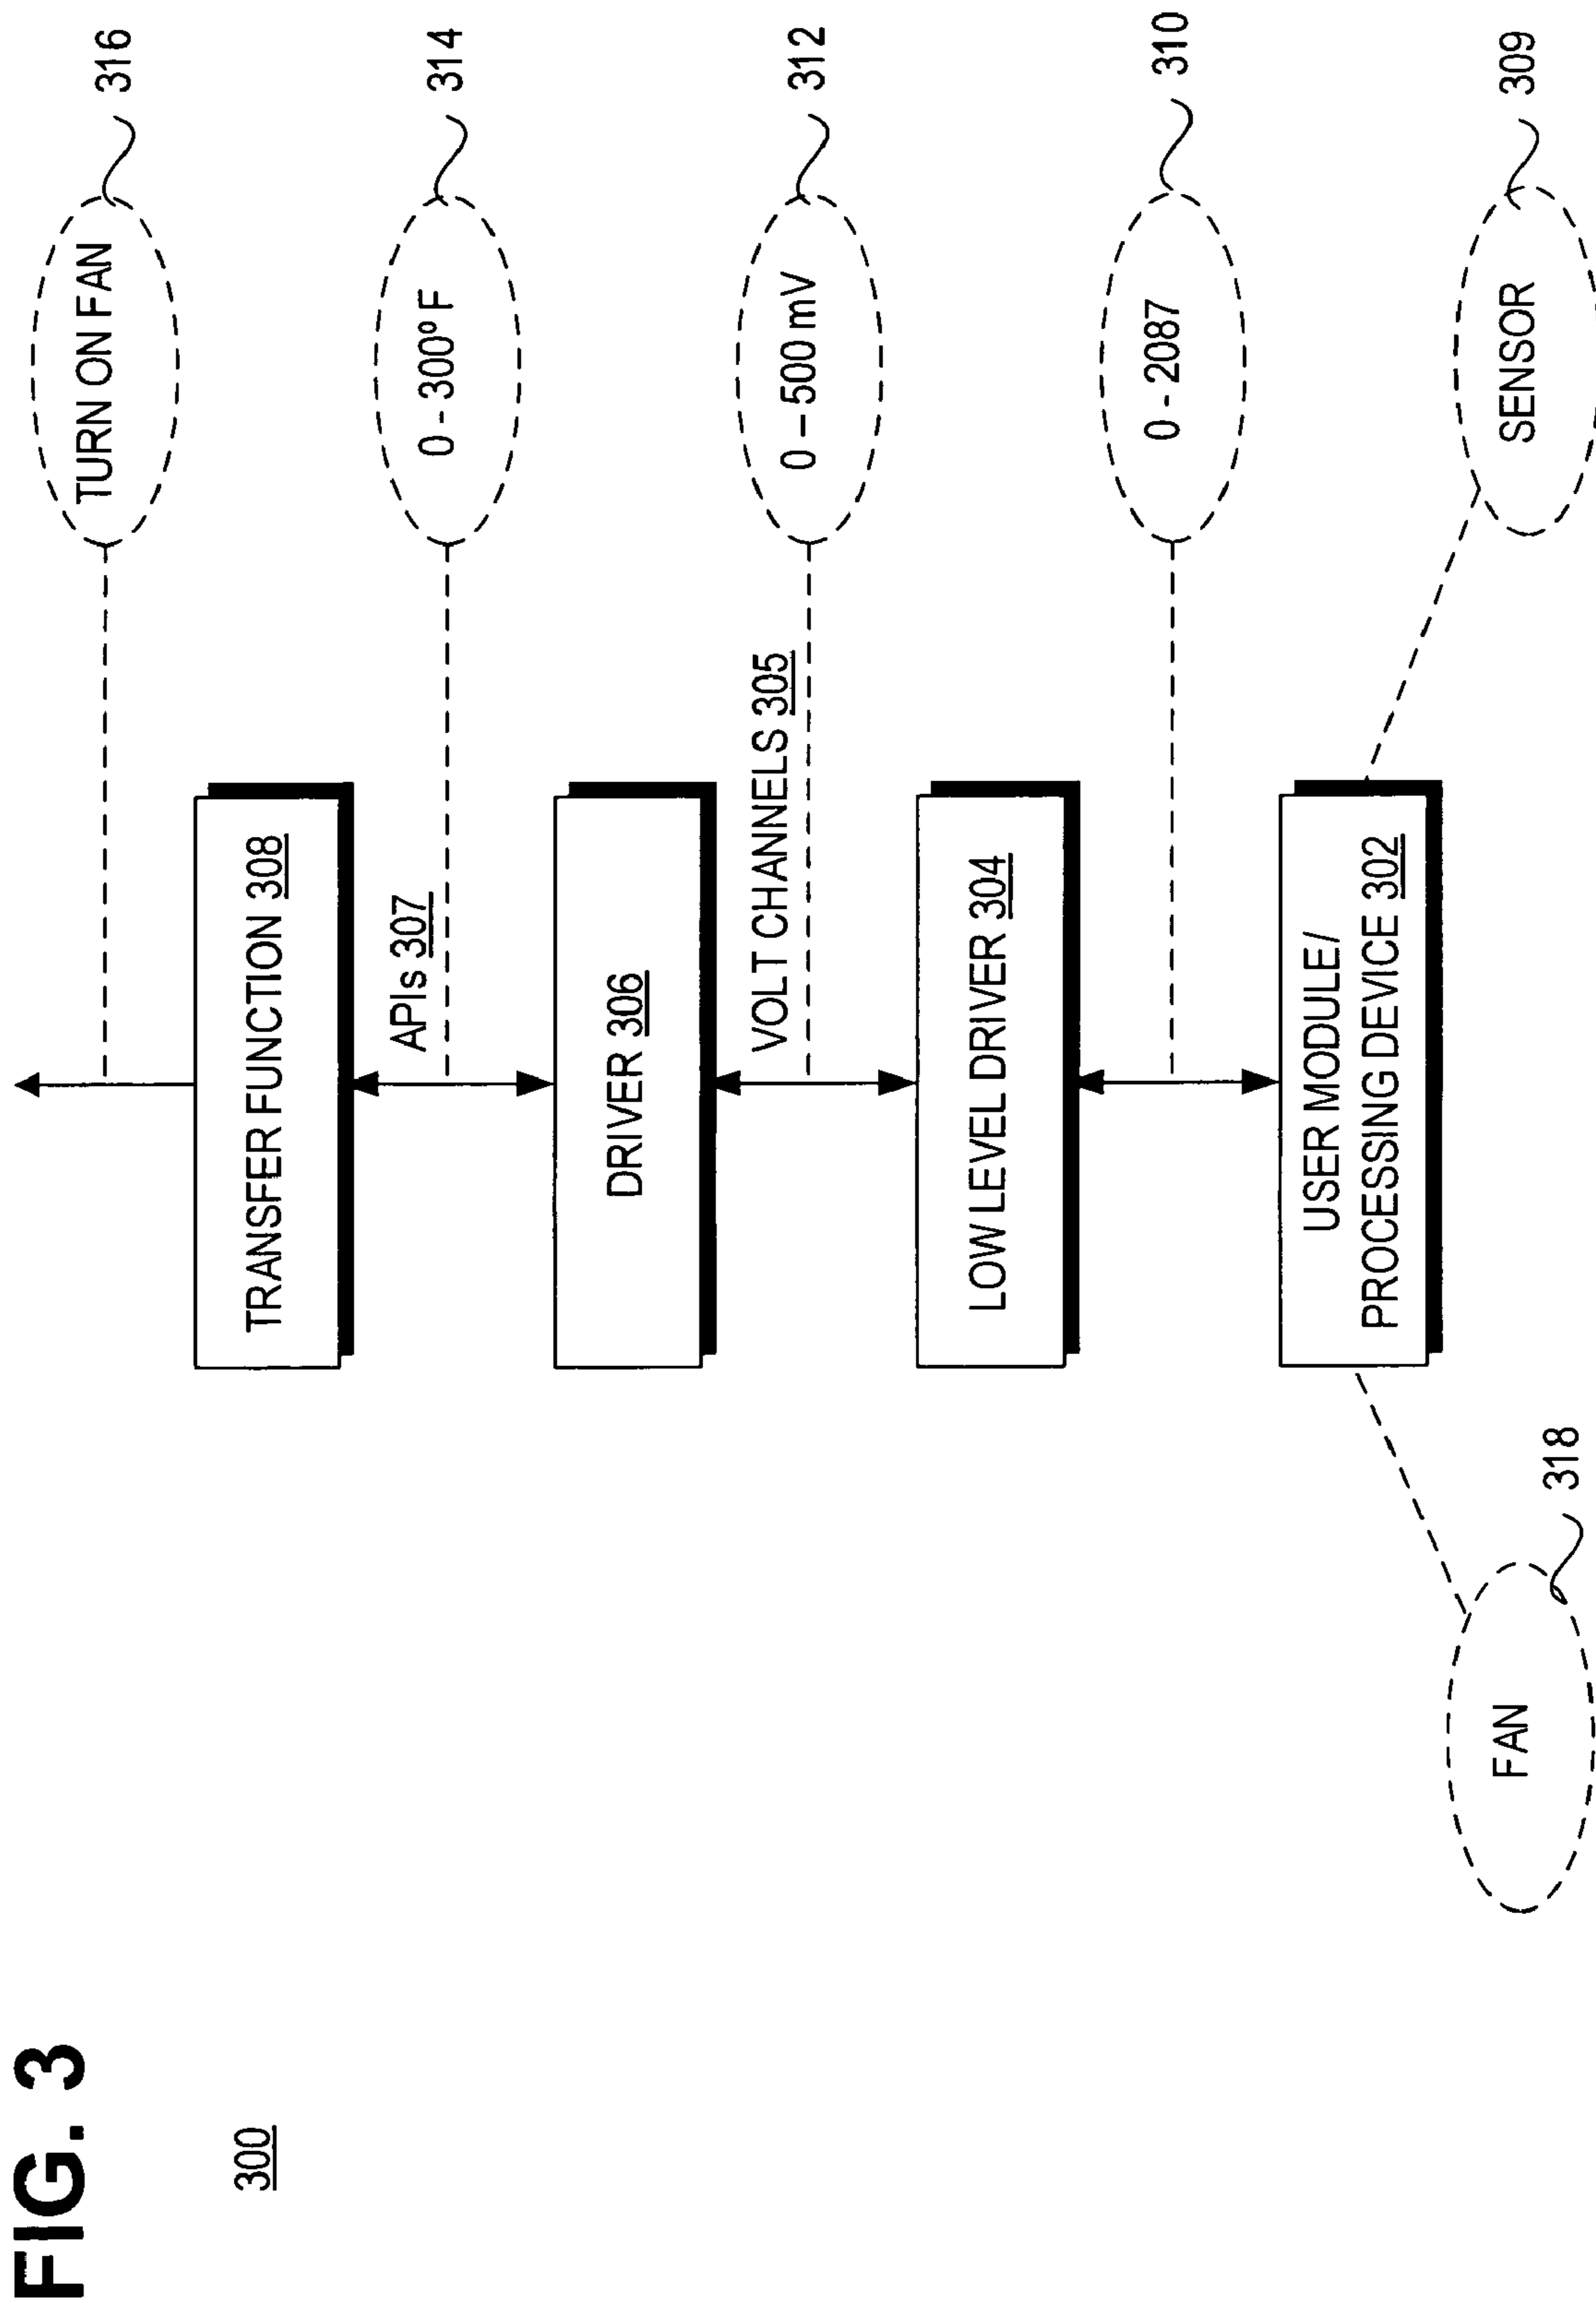 FIG. 3
300
TURN ON FAN
316
TRANSFER FUNCTION 308
APIs 307
0 - 300° F
314
DRIVER 306
VOLT CHANNELS 305
0 – 500 mV
312
LOW LEVEL DRIVER 304
0 - 2087
310
USER MODULE/
PROCESSING DEVICE 302
SENSOR
309
FAN
318